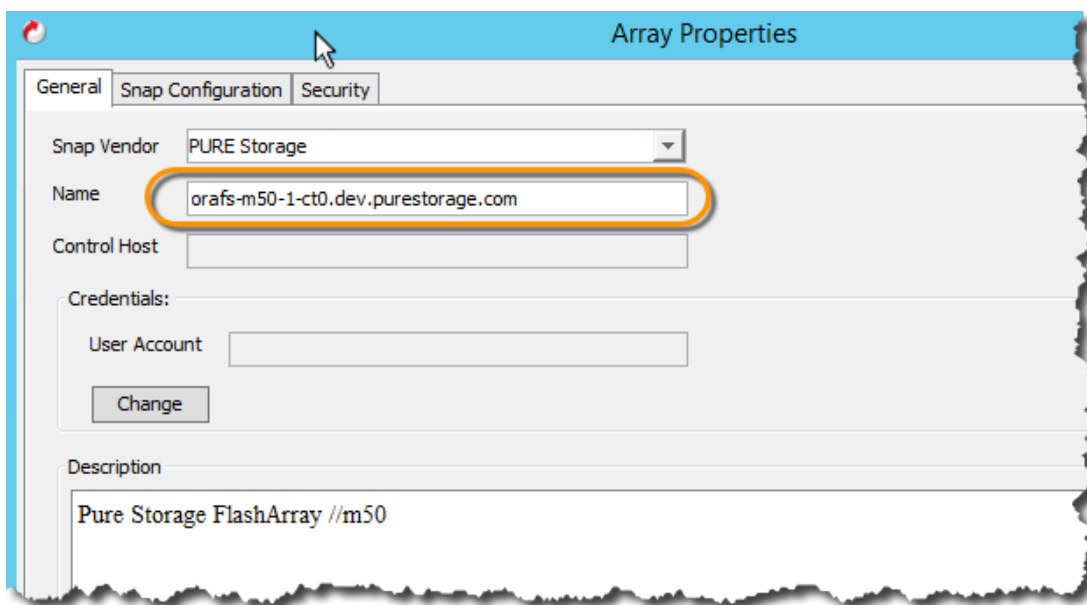 Array Properties
General Snap Configuration Security
Snap Vendor PURE Storage
Name orafs-m50-1-ct0.dev.purestorage.com
Control Host
Credentials:
User Account
Change
Description
Pure Storage FlashArray //m50